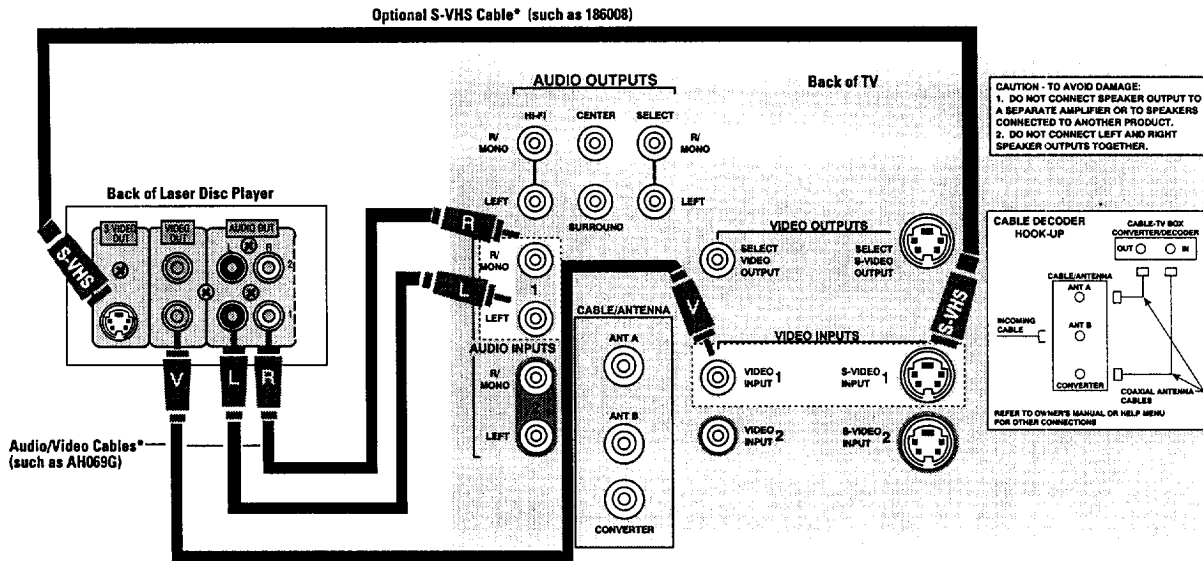 Optional S-VHS Cable* (such as 186008)
AUDIO OUTPUTS
Back of TV
HI-FI
CENTER
SELECT
R/
MONO
R/
MONO
LEFT
LEFT
SURROUND
CAUTION - TO AVOID DAMAGE:
1. DO NOT CONNECT SPEAKER OUTPUT TO
A SEPARATE AMPLIFIER OR TO SPEAKERS
CONNECTED TO ANOTHER PRODUCT.
2. DO NOT CONNECT LEFT AND RIGHT
SPEAKER OUTPUTS TOGETHER.
Back of Laser Disc Player
S VIDEO
OUT
VIDEO
OUT
AUDIO OUT
L
R
2
1
S-VHS
V
L
R
R
L
R/
MONO
1
LEFT
AUDIO INPUTS
R/
MONO
LEFT
VIDEO OUTPUTS
SELECT
VIDEO
OUTPUT
SELECT
S-VIDEO
OUTPUT
V
S-VHS
VIDEO INPUTS
VIDEO
INPUT 1
S-VIDEO
INPUT 1
VIDEO
INPUT 2
S-VIDEO
INPUT 2
CABLE/ANTENNA
ANT A
ANT B
CONVERTER
CABLE DECODER
HOOK-UP
CABLE-TV BOX
CONVERTER/DECODER
OUT
IN
CABLE/ANTENNA
ANT A
INCOMING
CABLE
ANT B
CONVERTER
COAXIAL ANTENNA
CABLES
REFER TO OWNER'S MANUAL OR HELP MENU
FOR OTHER CONNECTIONS
Audio/Video Cables*
(such as AH069G)